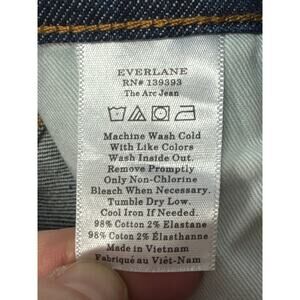 EVERLANE
RN# 139393
The Arc Jean
Machine Wash Cold
With Like Colors
Wash Inside Out.
Remove Promptly
Only Non-Chlorine
Bleach When Necessary.
Tumble Dry Low.
Cool Iron If Needed.
98% Cotton 2% Elastane
98% Cotton 2% Élasthanne
Made in Vietnam
Fabriqué au Viêt-Nam